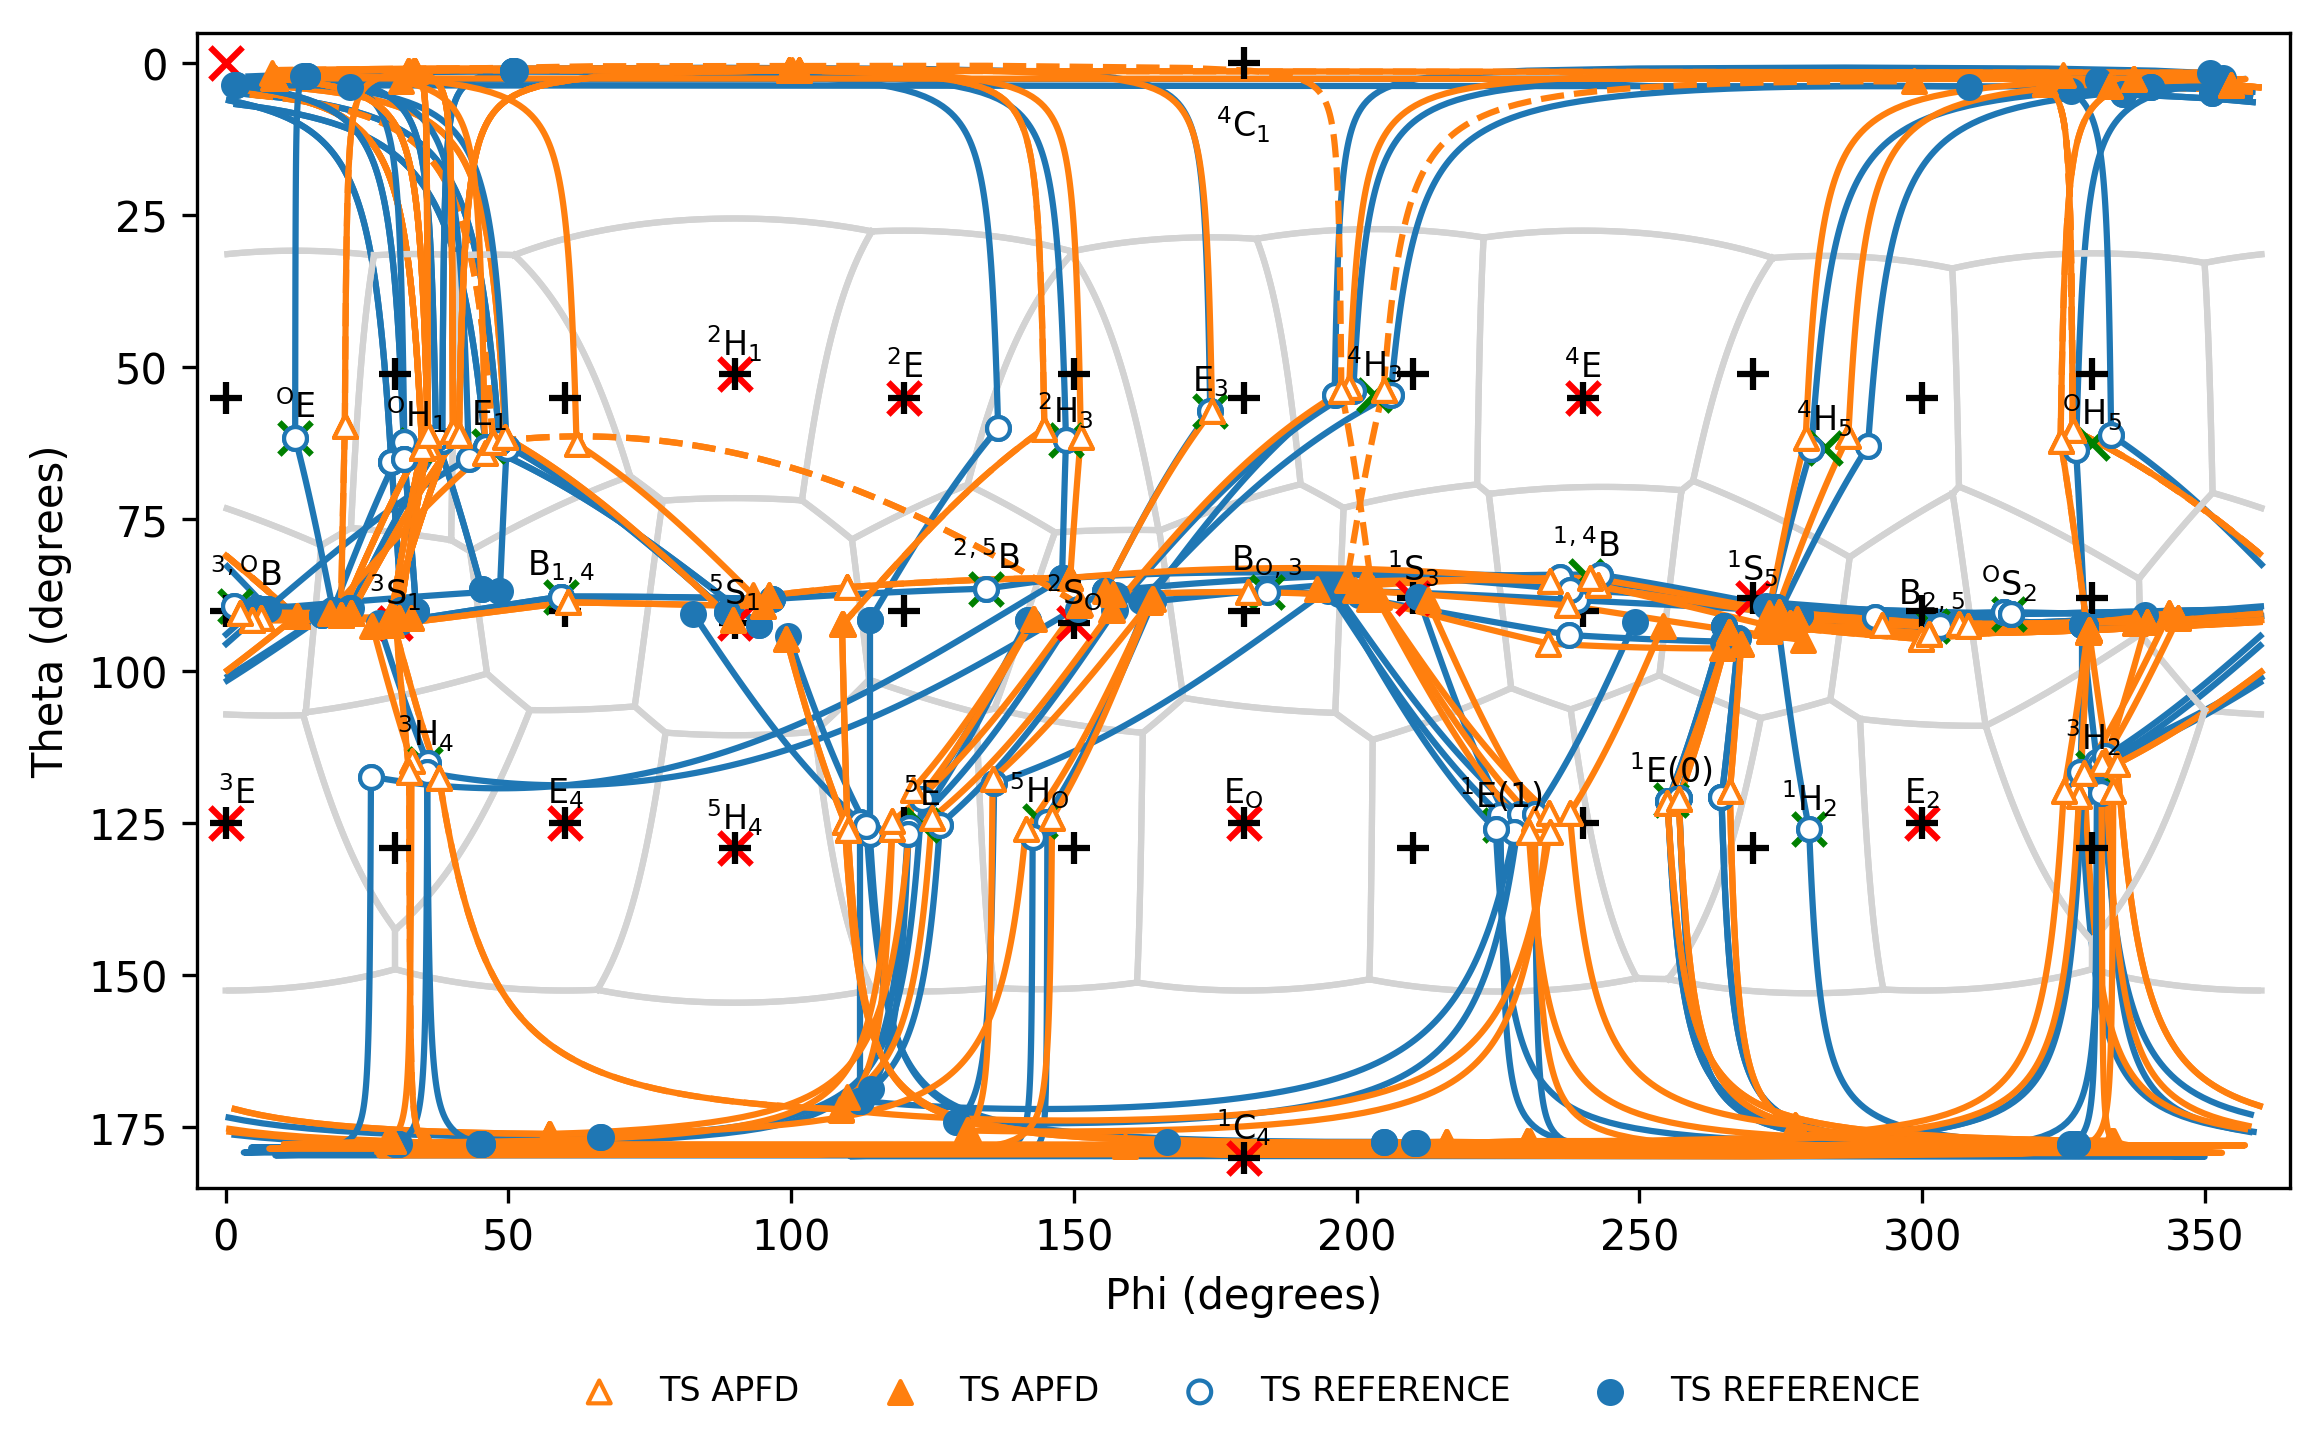 0
⁴C₁
25
²H₁
²E
E₃
⁴H₃
⁴E
50
ᴼE
ᴼH₁
E₁
²H₃
⁴H₅
ᴼH₅
75
³,ᴼB
³S₁
B₁,₄
⁵S₁
²,⁵B
²Sₒ
Bₒ,₃
¹S₃
¹,⁴B
¹S₅
B₂,₅
ᴼS₂
100
³H₄
³H₂
³E
E₄
⁵H₄
⁵E
⁵Hₒ
Eₒ
¹E(1)
¹E(0)
¹H₂
E₂
125
150
175
¹C₄
0 50 100 150 200 250 300 350
Theta (degrees)
Phi (degrees)
TS APFD TS APFD TS REFERENCE TS REFERENCE